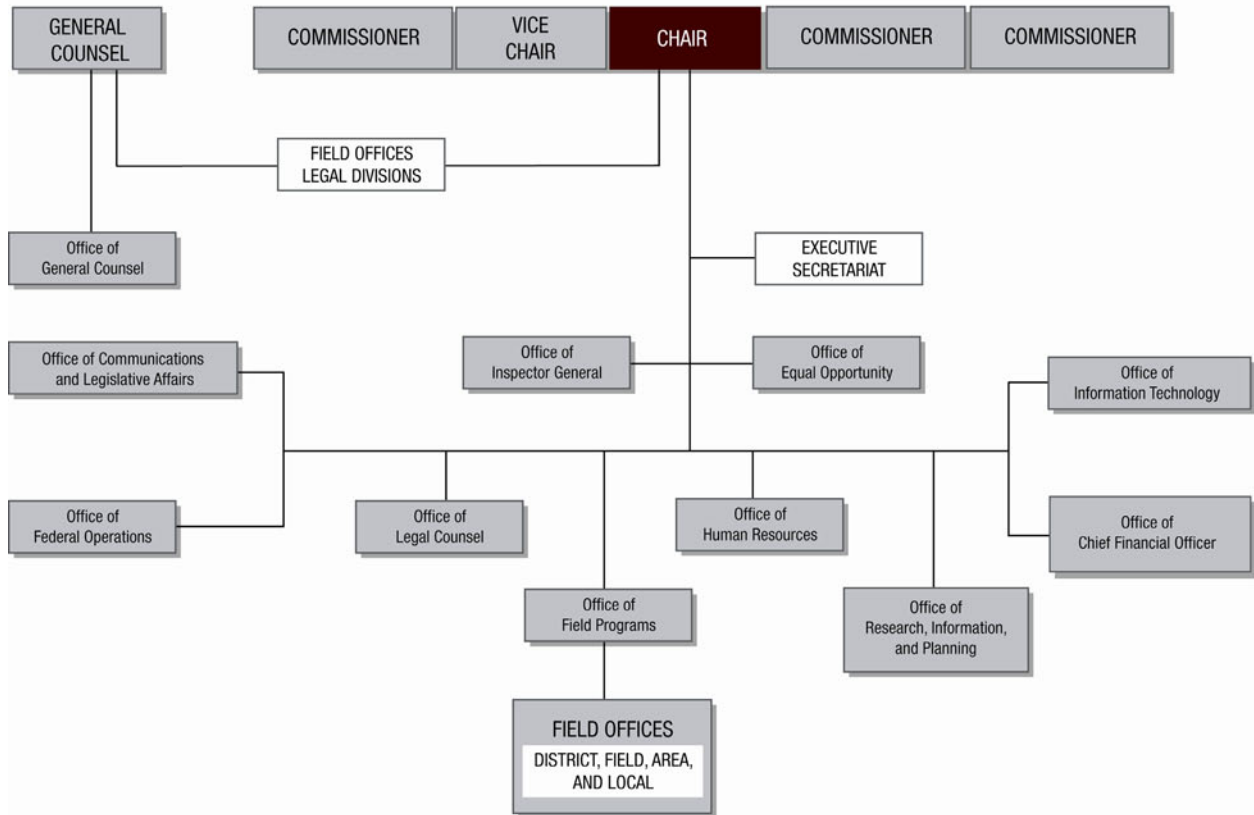 GENERAL
COUNSEL
COMMISSIONER
VICE
CHAIR
CHAIR
COMMISSIONER
COMMISSIONER
FIELD OFFICES
LEGAL DIVISIONS
Office of
General Counsel
EXECUTIVE
SECRETARIAT
Office of Communications
and Legislative Affairs
Office of
Inspector General
Office of
Equal Opportunity
Office of
Information Technology
Office of
Federal Operations
Office of
Legal Counsel
Office of
Human Resources
Office of
Chief Financial Officer
Office of
Field Programs
Office of
Research, Information,
and Planning
FIELD OFFICES
DISTRICT, FIELD, AREA,
AND LOCAL